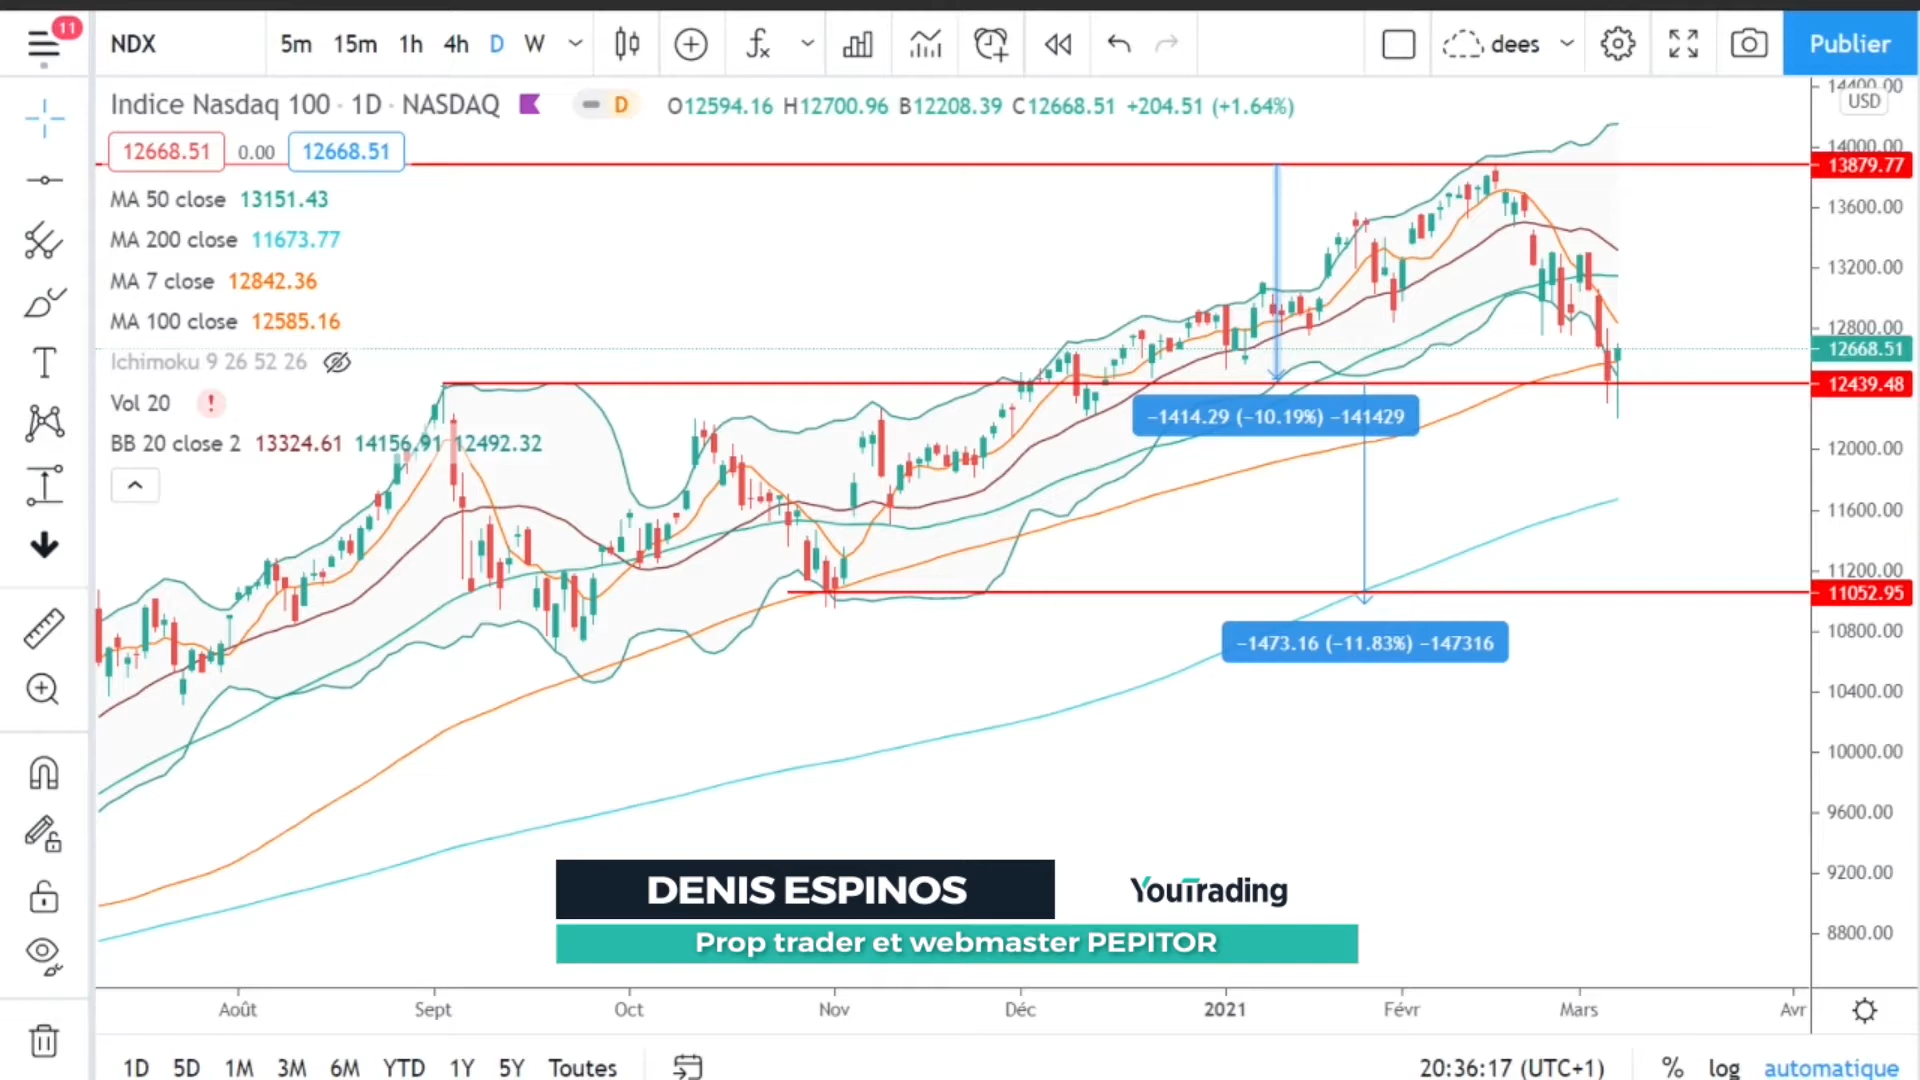 11
NDX
5m 15m 1h 4h D W
dees
Publier
Indice Nasdaq 100 · 1D · NASDAQ
D
O12594.16 H12700.96 B12208.39 C12668.51 +204.51 (+1.64%)
12668.51 0.00 12668.51
MA 50 close 13151.43
MA 200 close 11673.77
MA 7 close 12842.36
MA 100 close 12585.16
Ichimoku 9 26 52 26
Vol 20 !
BB 20 close 2 13324.61 14156.91 12492.32
14400.00
USD
14000.00
13879.77
13600.00
13200.00
12800.00
12668.51
12439.48
12000.00
11600.00
11200.00
11052.95
10800.00
10400.00
10000.00
9600.00
9200.00
8800.00
−1414.29 (−10.19%) −141429
−1473.16 (−11.83%) −147316
DENIS ESPINOS
YouTrading
Prop trader et webmaster PEPITOR
Août Sept Oct Nov Déc 2021 Févr Mars Avr
1D 5D 1M 3M 6M YTD 1Y 5Y Toutes
20:36:17 (UTC+1) % log automatique